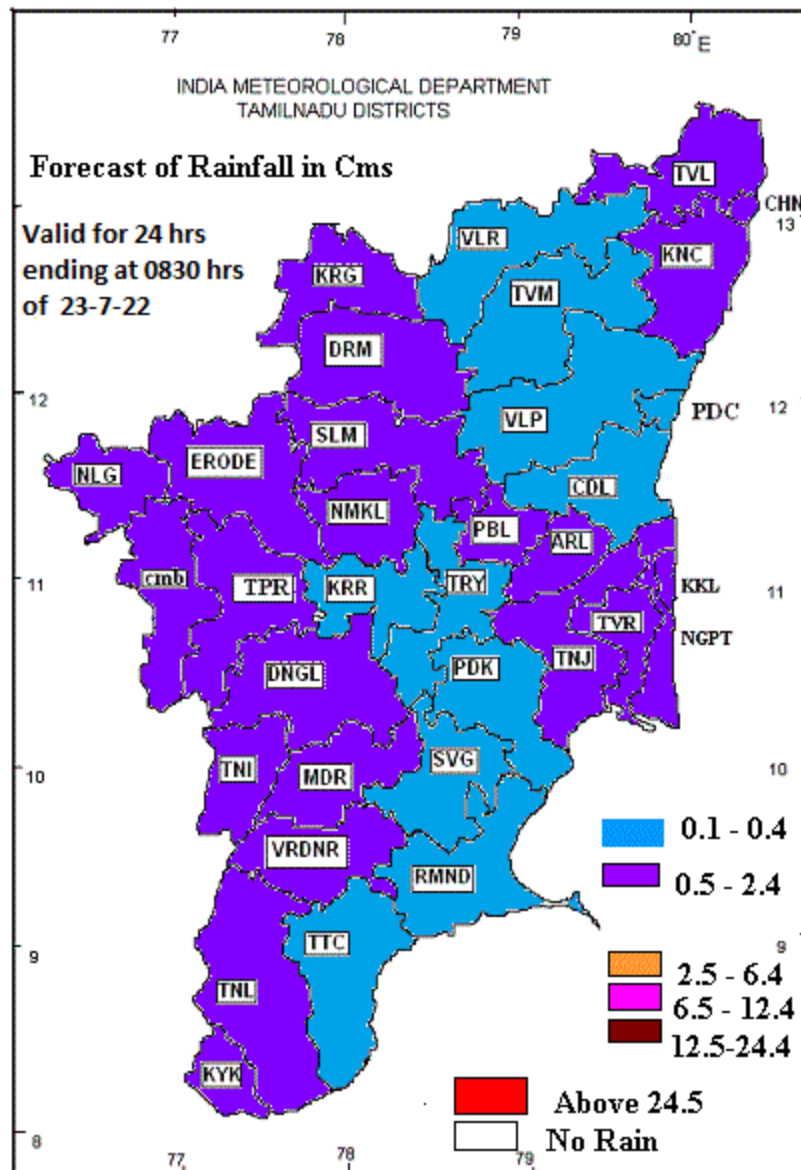 77 78 79 80°E
INDIA METEOROLOGICAL DEPARTMENT
TAMILNADU DISTRICTS
Forecast of Rainfall in Cms
TVL
CHN
13
Valid for 24 hrs
ending at 0830 hrs
of 23-7-22
VLR
KNC
KRG
TVM
DRM
12
12
PDC
VLP
SLM
ERODE
NLG
CDL
NMKL
PBL
ARL
11
cmb
TPR
KRR
TRY
KKL
11
TVR
NGPT
DNGL
PDK
TNJ
10
TNI
MDR
SVG
10
0.1 - 0.4
VRDNR
RMND
0.5 - 2.4
9
TTC
9
2.5 - 6.4
TNL
6.5 - 12.4
12.5-24.4
KYK
Above 24.5
No Rain
8
77 78 79